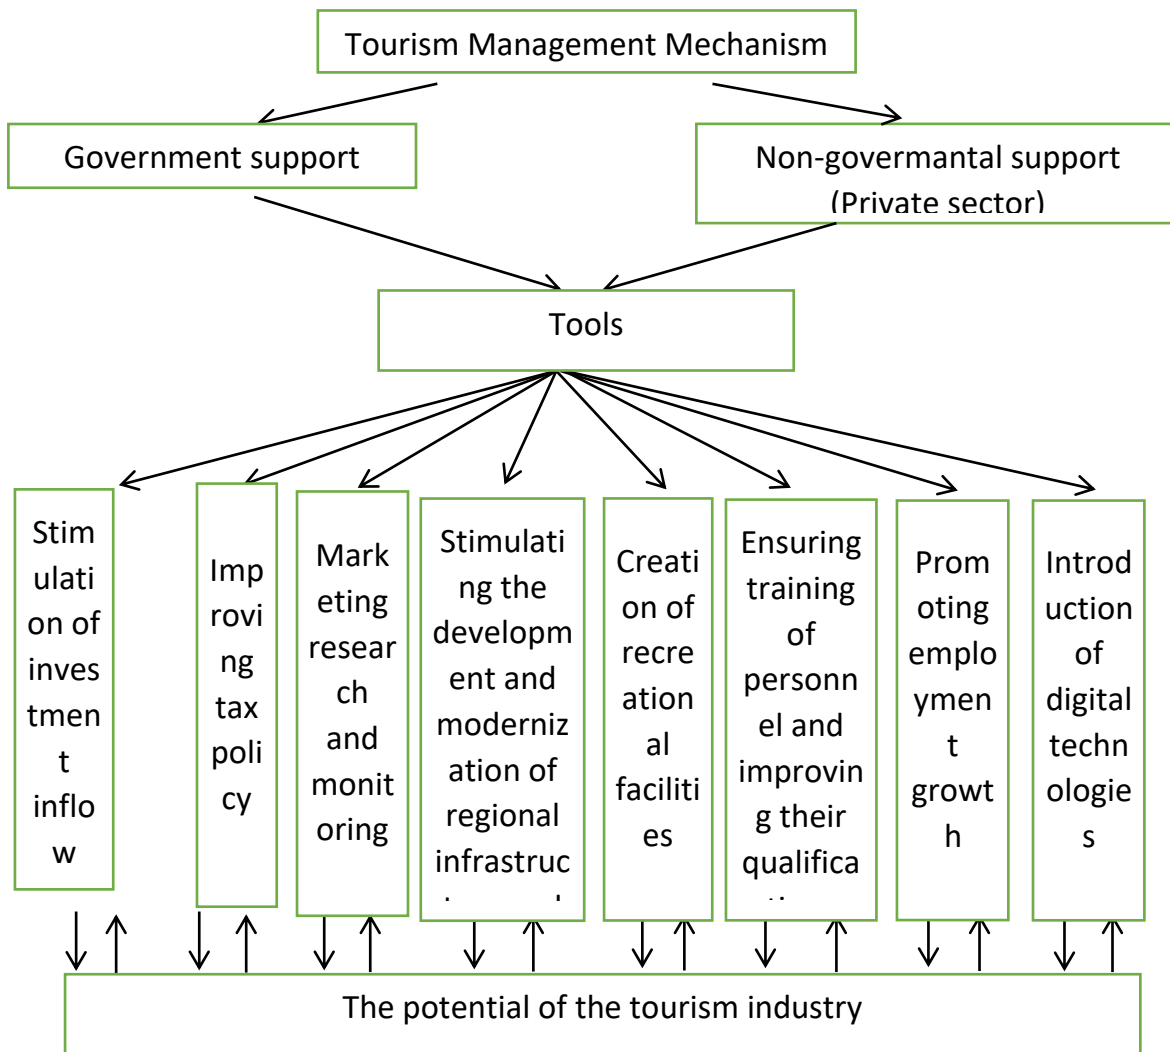 Tourism Management Mechanism
Government support
Non-govermantal support
(Private sector)
Tools
Stim
ulati
on of
inves
tmen
t
inflo
w
Imp
rovi
ng
tax
poli
cy
Mark
eting
resear
ch
and
monit
oring
Stimulati
ng the
developm
ent and
moderniz
ation of
regional
infrastruc
Creati
on of
recre
ation
al
faciliti
es
Ensuring
training
of
personn
el and
improvin
g their
qualifica
Prom
oting
emplo
ymen
t
growt
h
Introd
uction
of
digital
techn
ologie
s
The potential of the tourism industry